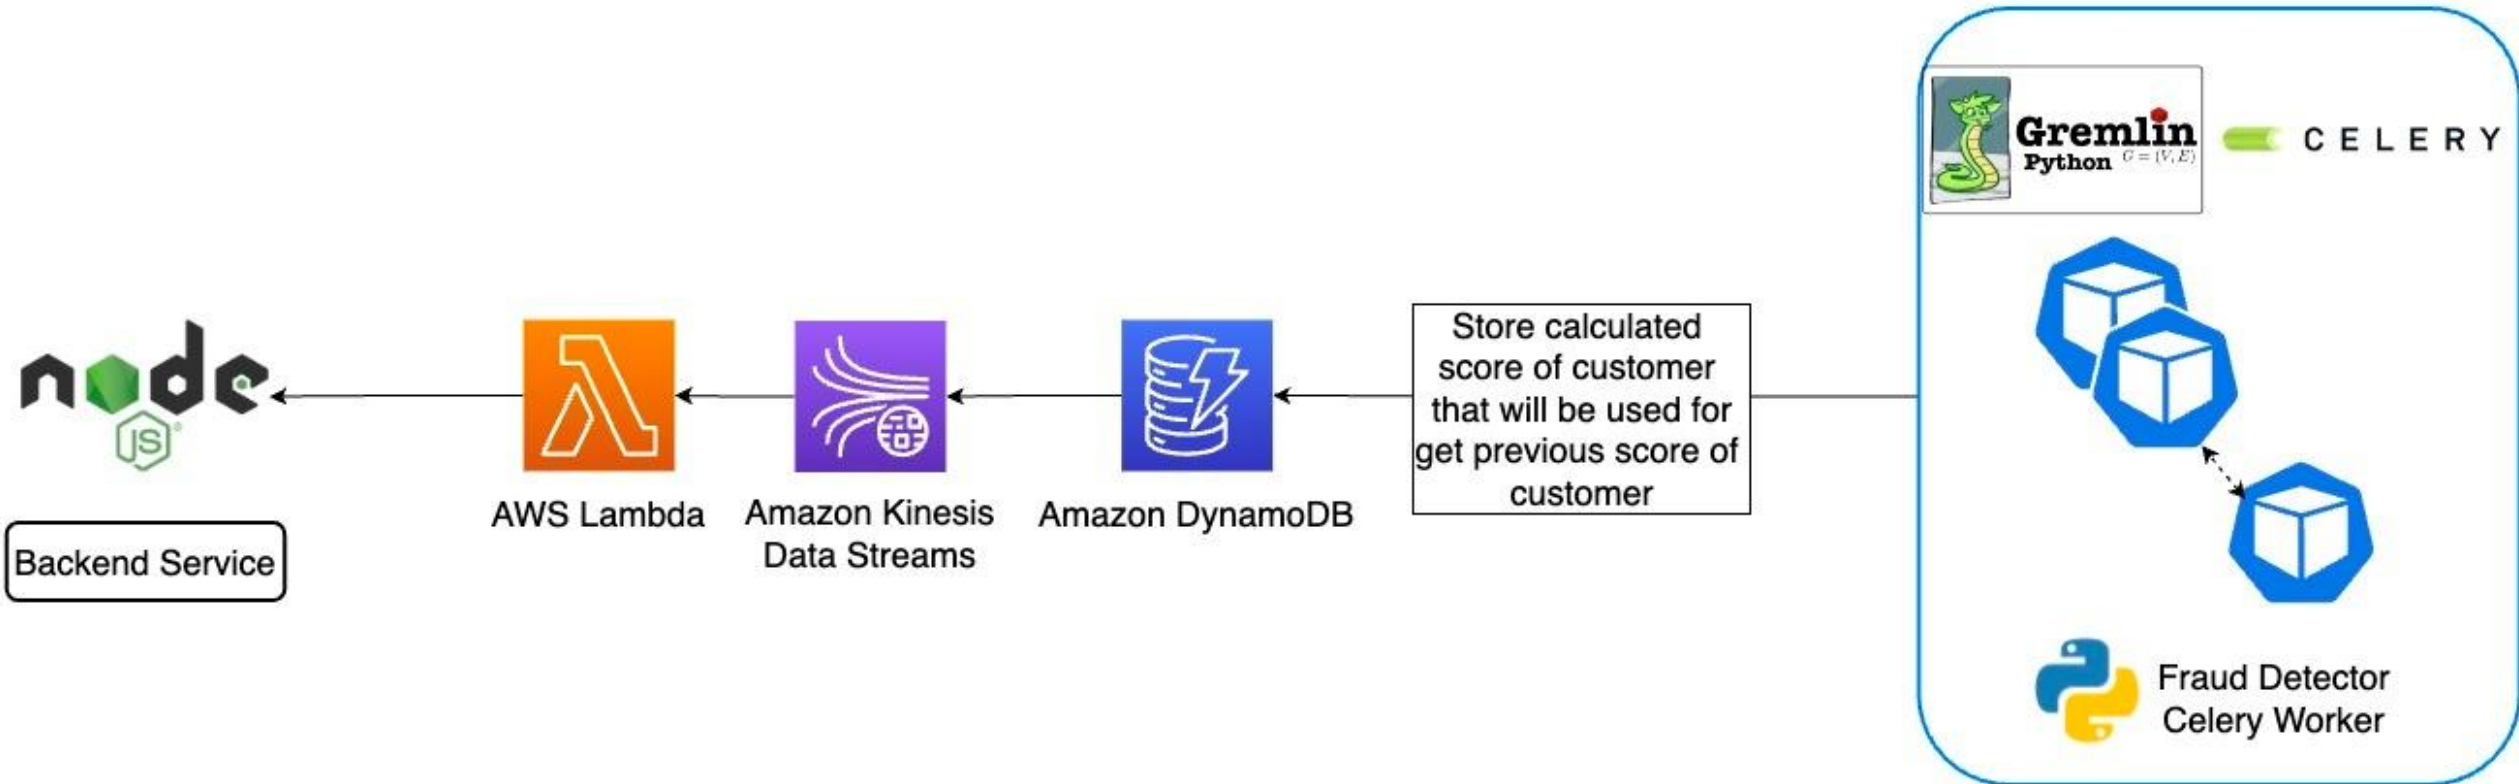 Gremlin
Python G = (V, E)
CELERY
node
JS
Store calculated
score of customer
that will be used for
get previous score of
customer
AWS Lambda
Amazon Kinesis
Data Streams
Amazon DynamoDB
Backend Service
Fraud Detector
Celery Worker